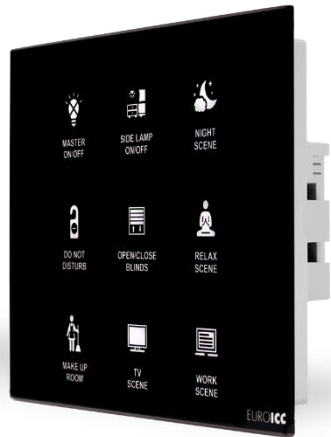 MASTER
ON/OFF
SIDE LAMP
ON/OFF
NIGHT
SCENE
DO NOT
DISTURB
OPEN/CLOSE
BLINDS
RELAX
SCENE
MAKE UP
ROOM
TV
SCENE
WORK
SCENE
EUROICC